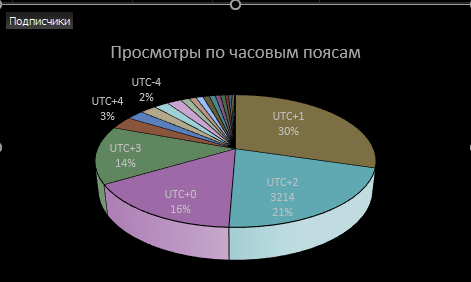 Подписчики
Просмотры по часовым поясам
UTC-4
2%
UTC+4
3%
UTC+1
30%
UTC+3
14%
UTC+2
3214
21%
UTC+0
16%